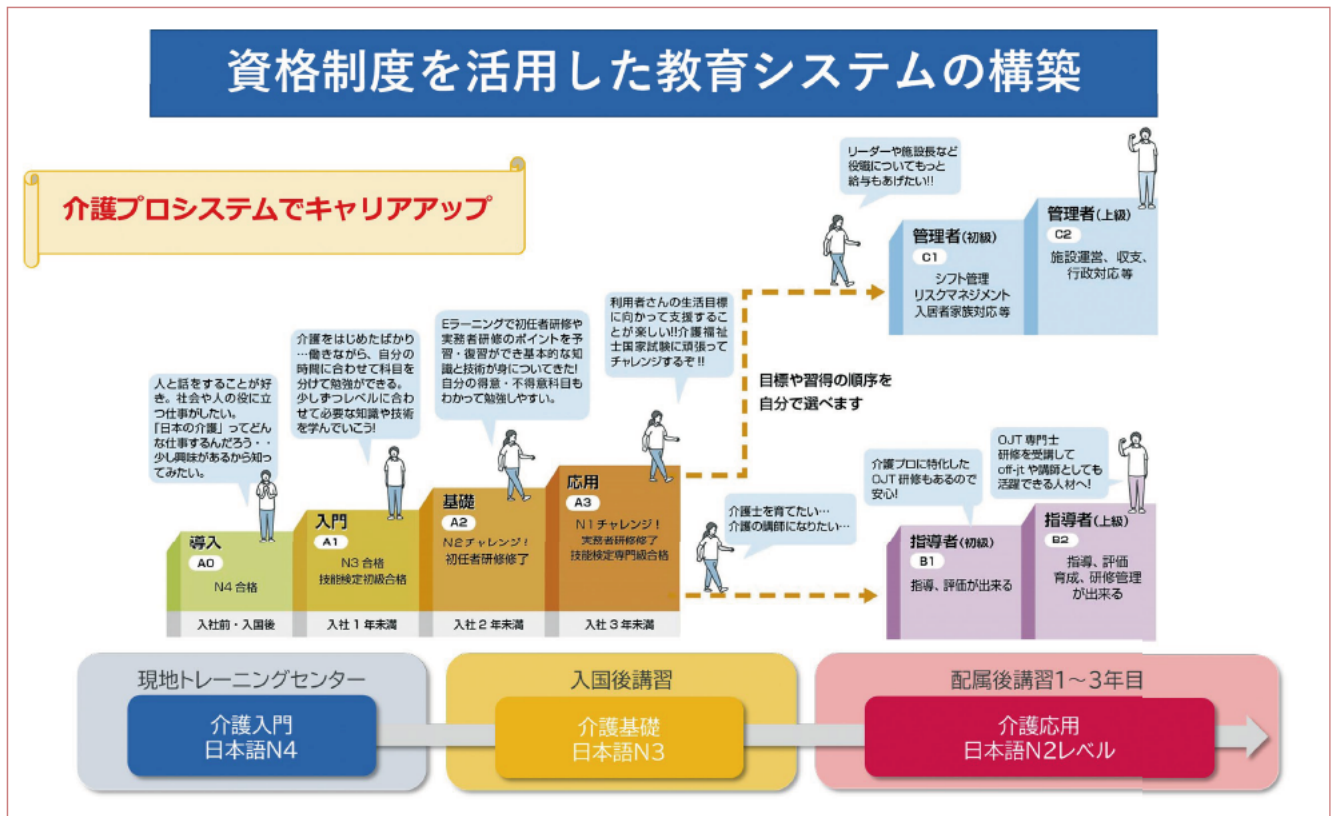 資格制度を活用した教育システムの構築
介護プロシステムでキャリアアップ
人と話をすることが好
き。社会や人の役に立
つ仕事がしたい。
「日本の介護」ってどん
な仕事するんだろう・・
少し興味があるから知っ
てみたい。
介護をはじめたばかり
…働きながら、自分の
時間に合わせて科目を
分けて勉強ができる。
少しずつレベルに合わ
せて必要な知識や技術
を学んでいこう!
Eラーニングで初任者研修や
実務者研修のポイントを予
習・復習ができ基本的な知
識と技術が身についてきた!
自分の得意・不得意科目も
わかって勉強しやすい。
利用者さんの生活目標
に向かって支援するこ
とが楽しい!!介護福祉
士国家試験に頑張って
チャレンジするぞ!!
リーダーや施設長など
役職についてもっと
給与もあげたい!!
管理者(初級)
C1
シフト管理
リスクマネジメント
入居者家族対応等
管理者(上級)
C2
施設運営、収支、
行政対応等
目標や習得の順序を
自分で選べます
導入
A0
N4合格
入社前・入国後
入門
A1
N3合格
技能検定初級合格
入社1年未満
基礎
A2
N2チャレンジ!
初任者研修修了
入社2年未満
応用
A3
N1チャレンジ!
実務者研修修了
技能検定専門級合格
入社3年未満
介護士を育てたい…
介護の講師になりたい…
介護プロに特化した
OJT研修もあるので
安心!
OJT専門士
研修を受講して
off-jtや講師としても
活躍できる人材へ!
指導者(初級)
B1
指導、評価が出来る
指導者(上級)
B2
指導、評価
育成、研修管理
が出来る
現地トレーニングセンター
介護入門
日本語N4
入国後講習
介護基礎
日本語N3
配属後講習1～3年目
介護応用
日本語N2レベル